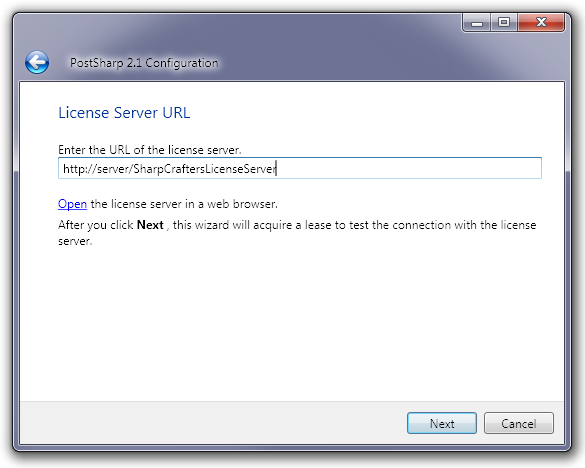 PostSharp 2.1 Configuration
License Server URL
Enter the URL of the license server.
http://server/SharpCraftersLicenseServer
Open the license server in a web browser.
After you click Next , this wizard will acquire a lease to test the connection with the license
server.
Next
Cancel